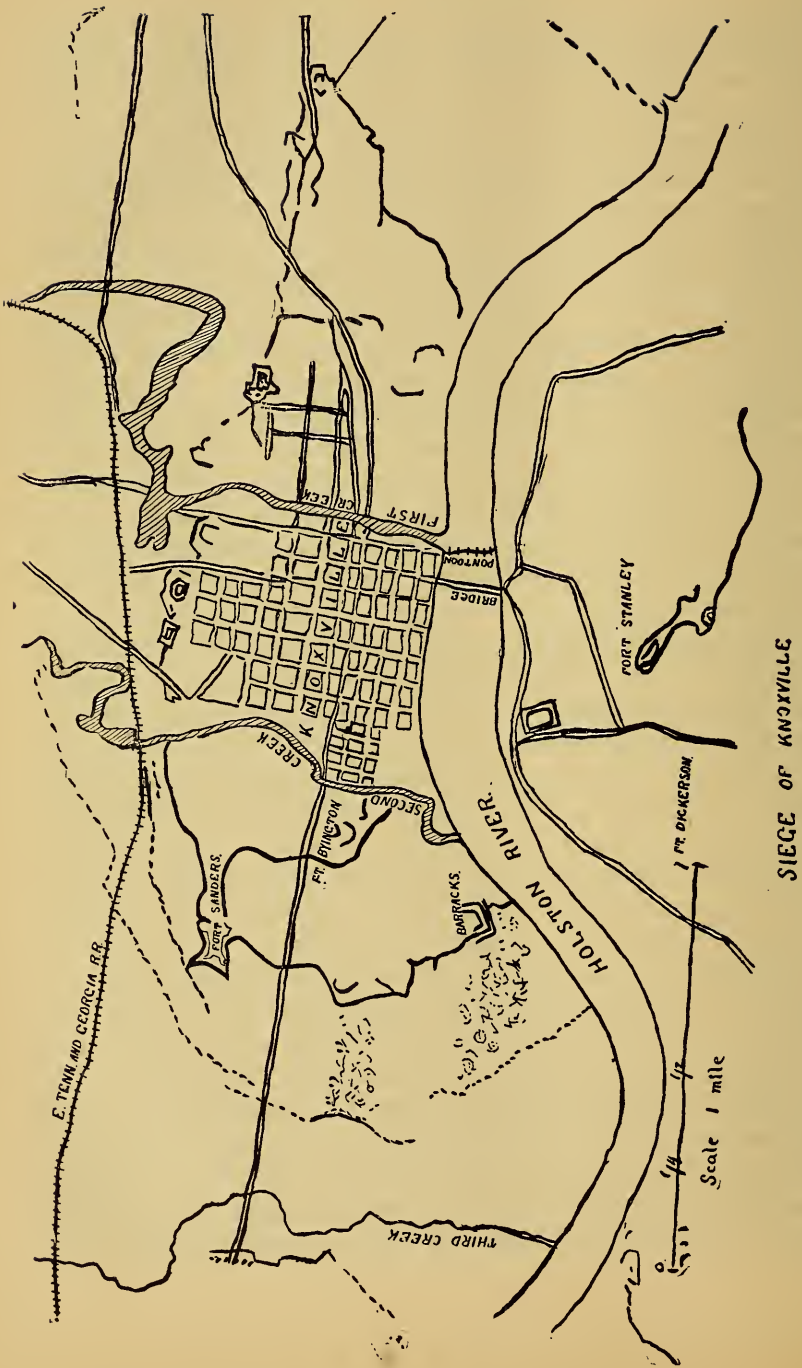 E. TENN. AND GEORGIA R.R.
FORT SANDERS.
FT. BYINGTON
SECOND CREEK
KNOXVILLE
FIRST CREEK
PONTOON
BRIDGE
BARRACKS.
HOLSTON RIVER.
THIRD CREEK
FORT STANLEY
FT. DICKERSON.
0 1/4 1/2 1
Scale 1 mile
SIEGE OF KNOXVILLE